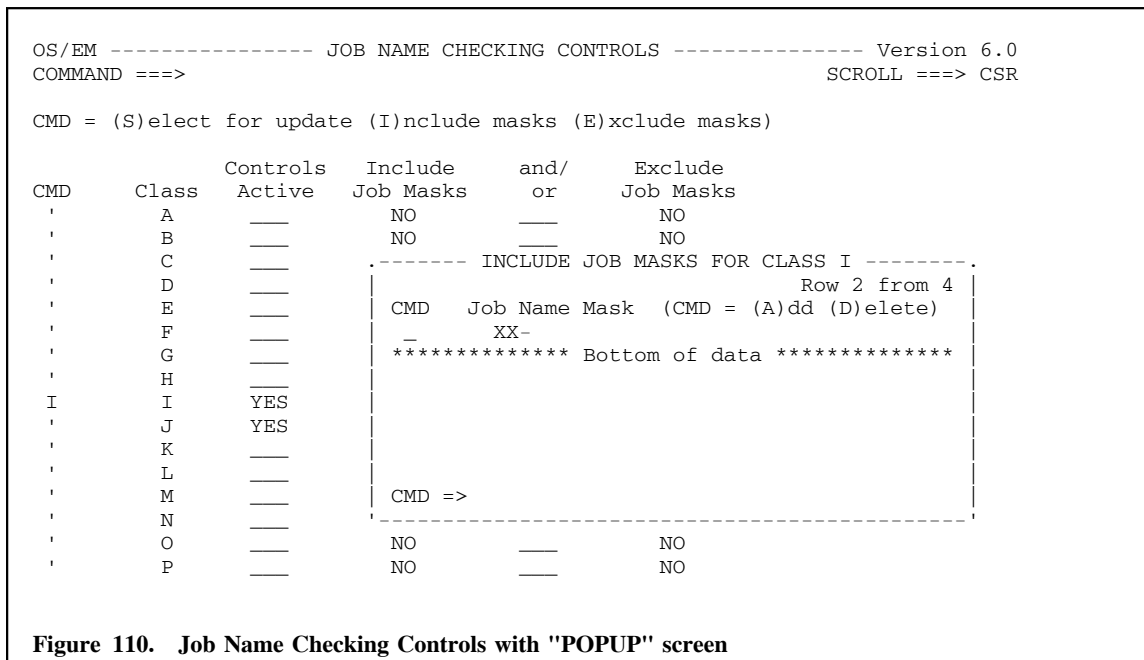 OS/EM ---------------- JOB NAME CHECKING CONTROLS --------------- Version 6.0
COMMAND ===>                                                  SCROLL ===> CSR

CMD = (S)elect for update (I)nclude masks (E)xclude masks)

               Controls   Include     and/     Exclude
CMD     Class   Active   Job Masks     or     Job Masks
 '        A      ___        NO        ___        NO
 '        B      ___        NO        ___        NO
 '        C      ___      .------- INCLUDE JOB MASKS FOR CLASS I --------.
 '        D      ___      |                                 Row 2 from 4 |
 '        E      ___      | CMD   Job Name Mask  (CMD = (A)dd (D)elete)  |
 '        F      ___      |  _      XX-                                  |
 '        G      ___      | ************** Bottom of data ************** |
 '        H      ___      |                                              |
 I        I      YES      |                                              |
 '        J      YES      |                                              |
 '        K      ___      |                                              |
 '        L      ___      |                                              |
 '        M      ___      | CMD =>                                       |
 '        N      ___      '----------------------------------------------'
 '        O      ___        NO        ___        NO
 '        P      ___        NO        ___        NO

Figure 110. Job Name Checking Controls with "POPUP" screen